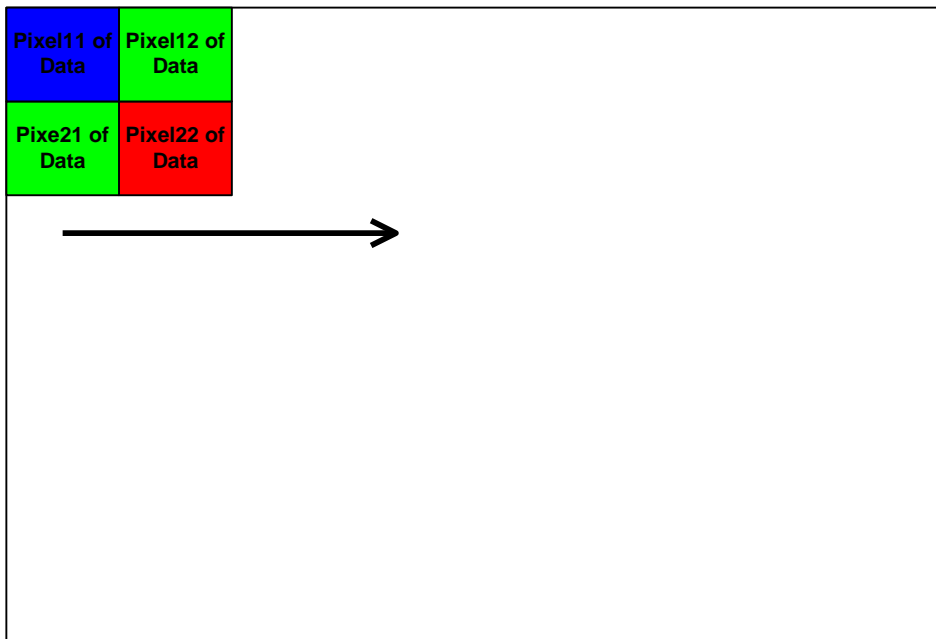 Pixel11 of
Data
Pixel12 of
Data
Pixe21 of
Data
Pixel22 of
Data